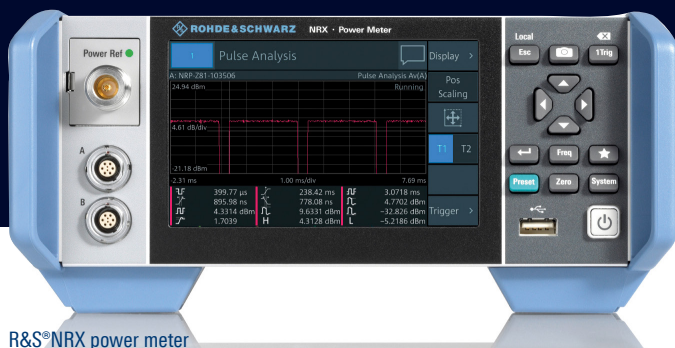 ROHDE & SCHWARZ NRX · Power Meter
Power Ref
1 Pulse Analysis
Display >
A: NRP-Z81-103506 Pulse Analysis Av(A)
24.94 dBm Running
Pos Scaling
4.61 dB/div
T1 T2
-21.18 dBm
-2.31 ms 1.00 ms/div 7.69 ms
399.77 µs 238.42 ms 3.0718 ms
895.98 ns 778.08 ns 4.7702 dBm
4.3314 dBm 9.6331 dBm -32.826 dBm
1.7039 H 4.3128 dBm L -5.2186 dBm
Trigger >
A
B
Local
Esc 1Trig
Freq
Preset Zero System
R&S®NRX power meter